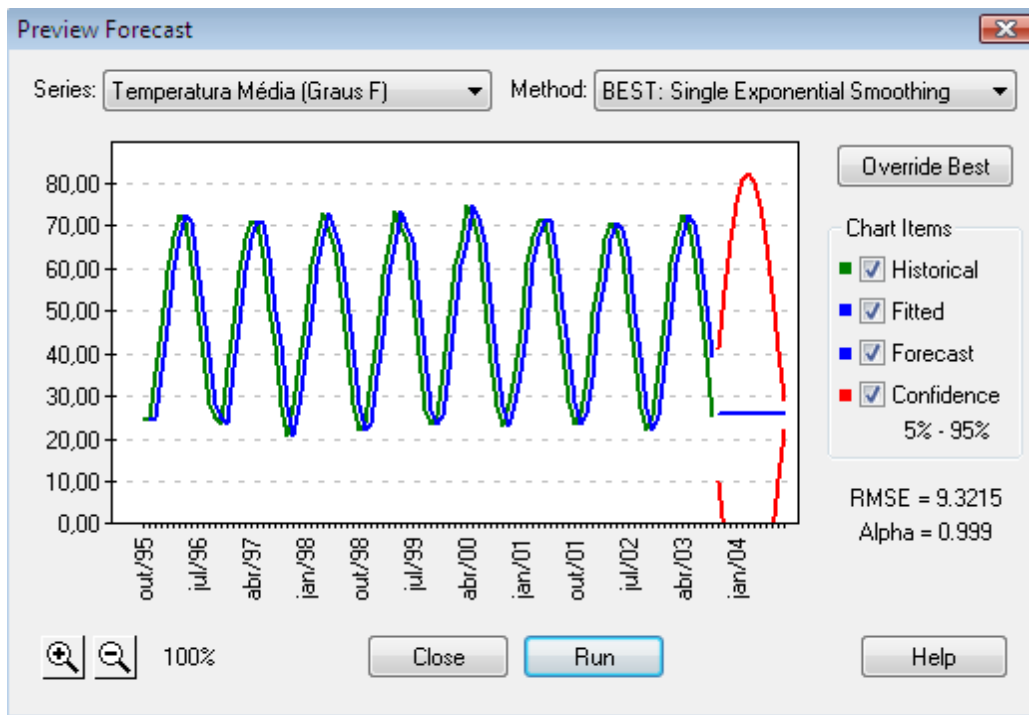 Preview Forecast
Series: Temperatura Média (Graus F) Method: BEST: Single Exponential Smoothing
Override Best
80,00
70,00
60,00
50,00
40,00
30,00
20,00
10,00
0,00
out/95 jul/96 abr/97 jan/98 out/98 jul/99 abr/00 jan/01 out/01 jul/02 abr/03 jan/04
Chart Items
Historical
Fitted
Forecast
Confidence
5% - 95%
RMSE = 9.3215
Alpha = 0.999
100% Close Run Help